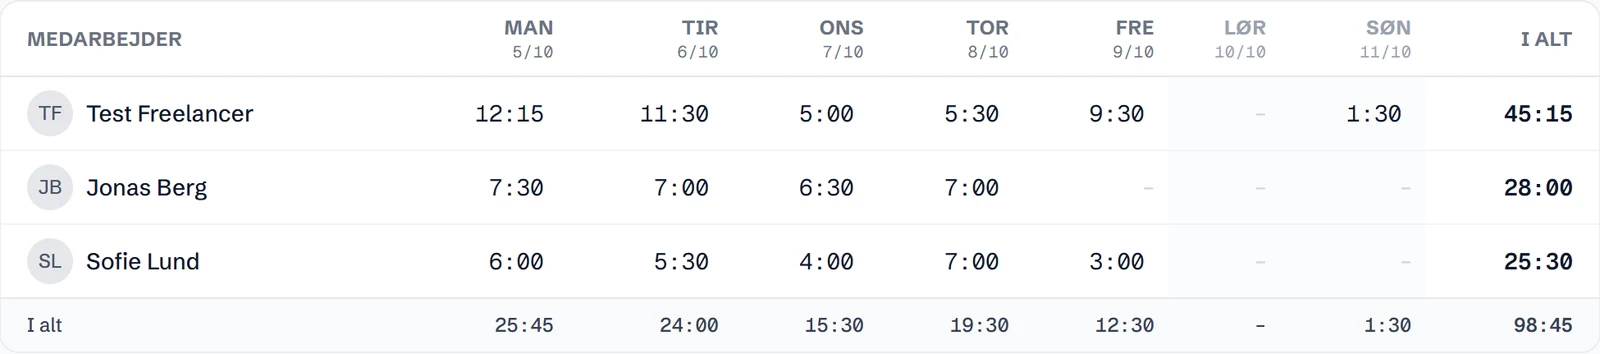 MEDARBEJDER MAN 5/10 TIR 6/10 ONS 7/10 TOR 8/10 FRE 9/10 LØR 10/10 SØN 11/10 I ALT
TF Test Freelancer 12:15 11:30 5:00 5:30 9:30 – 1:30 45:15
JB Jonas Berg 7:30 7:00 6:30 7:00 – – – 28:00
SL Sofie Lund 6:00 5:30 4:00 7:00 3:00 – – 25:30
I alt 25:45 24:00 15:30 19:30 12:30 – 1:30 98:45